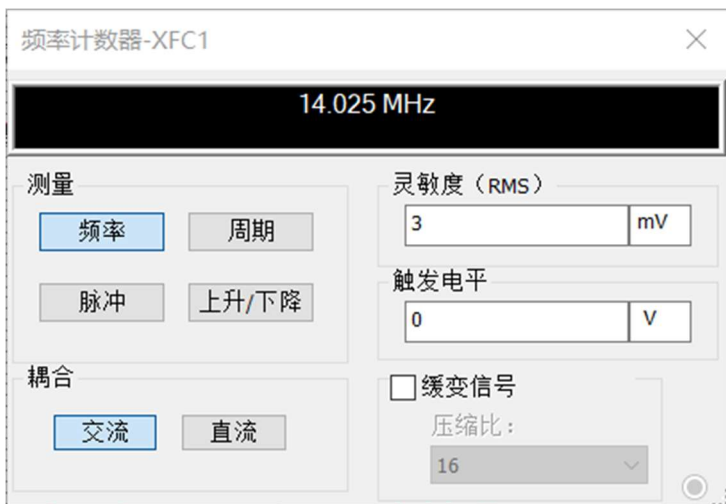 频率计数器-XFC1
14.025 MHz
测量
频率 周期
脉冲 上升/下降
耦合
交流 直流
灵敏度（RMS）
3 mV
触发电平
0 V
缓变信号
压缩比：
16